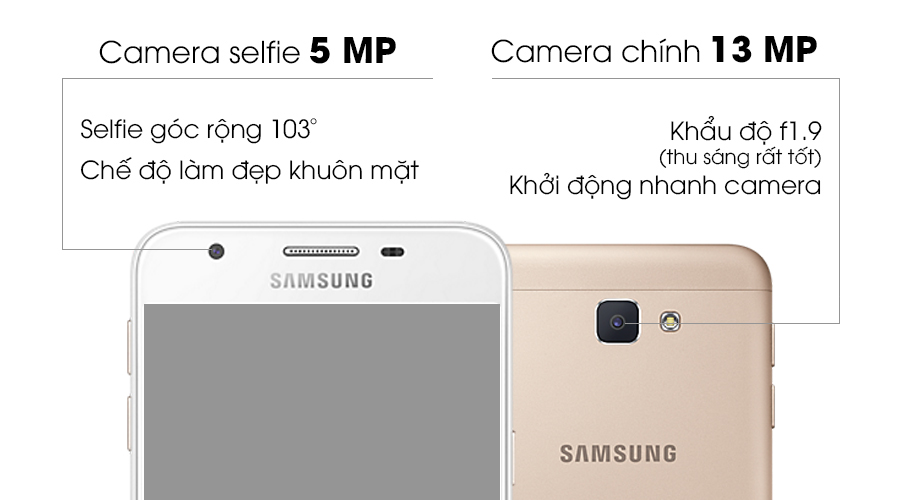 Camera selfie 5 MP
Selfie góc rộng 103°
Chế độ làm đẹp khuôn mặt
Camera chính 13 MP
Khẩu độ f1.9
(thu sáng rất tốt)
Khởi động nhanh camera
SAMSUNG
SAMSUNG